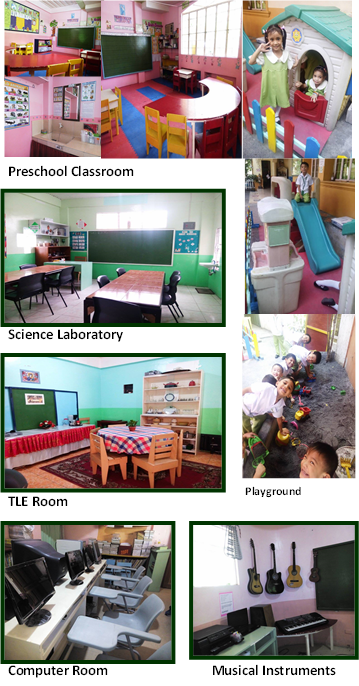 Preschool Classroom
Science Laboratory
TLE Room
Playground
Computer Room
Musical Instruments